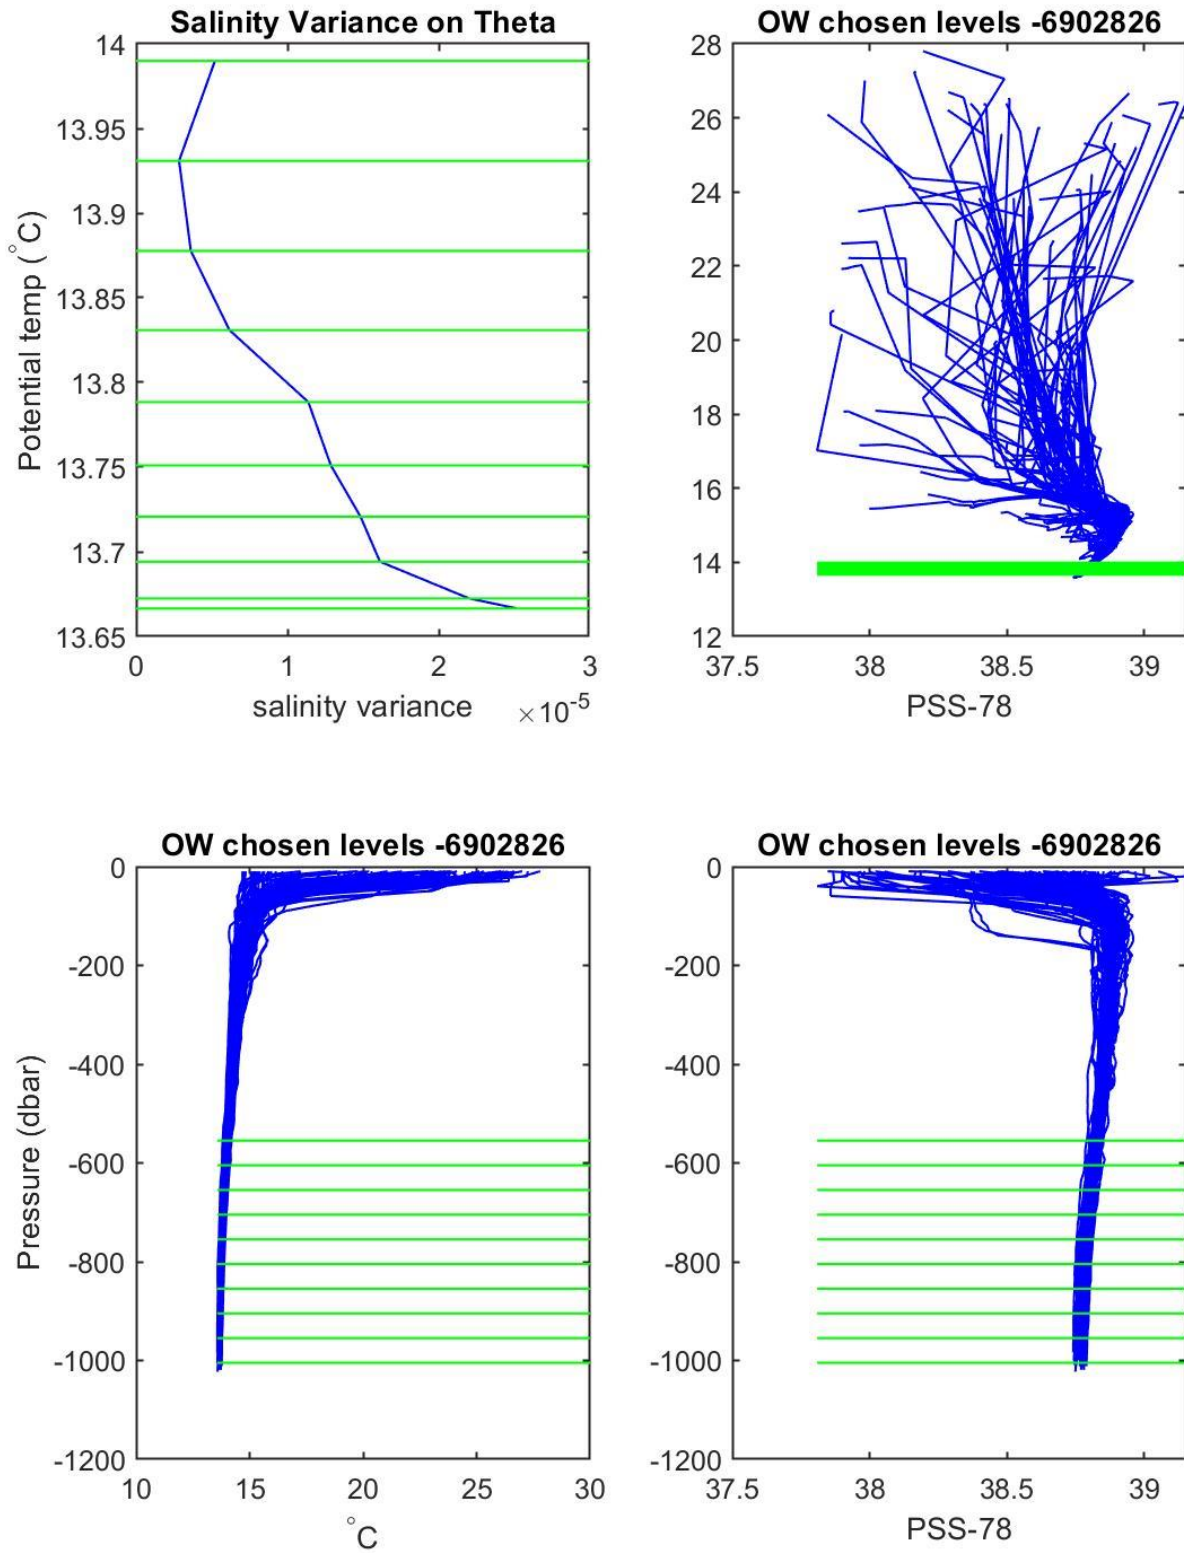 Salinity Variance on Theta
14
13.95
13.9
13.85
13.8
13.75
13.7
13.65
Potential temp (°C)
0 1 2 3
salinity variance ×10-5
OW chosen levels -6902826
28
26
24
22
20
18
16
14
12
37.5 38 38.5 39
PSS-78
OW chosen levels -6902826
0
-200
-400
-600
-800
-1000
-1200
Pressure (dbar)
10 15 20 25 30
°C
OW chosen levels -6902826
0
-200
-400
-600
-800
-1000
-1200
37.5 38 38.5 39
PSS-78